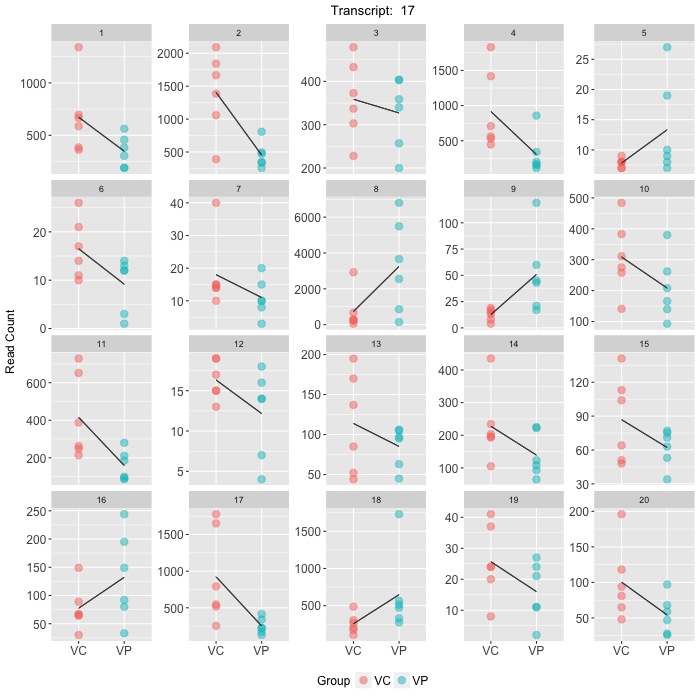 Transcript: 17
1 2 3 4 5
1000 500
2000 1500 1000 500
400 300 200
1500 1000 500
25 20 15 10
6 7 8 9 10
20 10 0
40 30 20 10
6000 4000 2000 0
100 75 50 25 0
500 400 300 200 100
Read Count
11 12 13 14 15
600 400 200
15 10 5
200 150 100 50
400 300 200 100
120 90 60 30
16 17 18 19 20
250 200 150 100 50
1500 1000 500
1500 1000 500
40 30 20 10
200 150 100 50
VC VP VC VP VC VP VC VP VC VP
Group VC VP